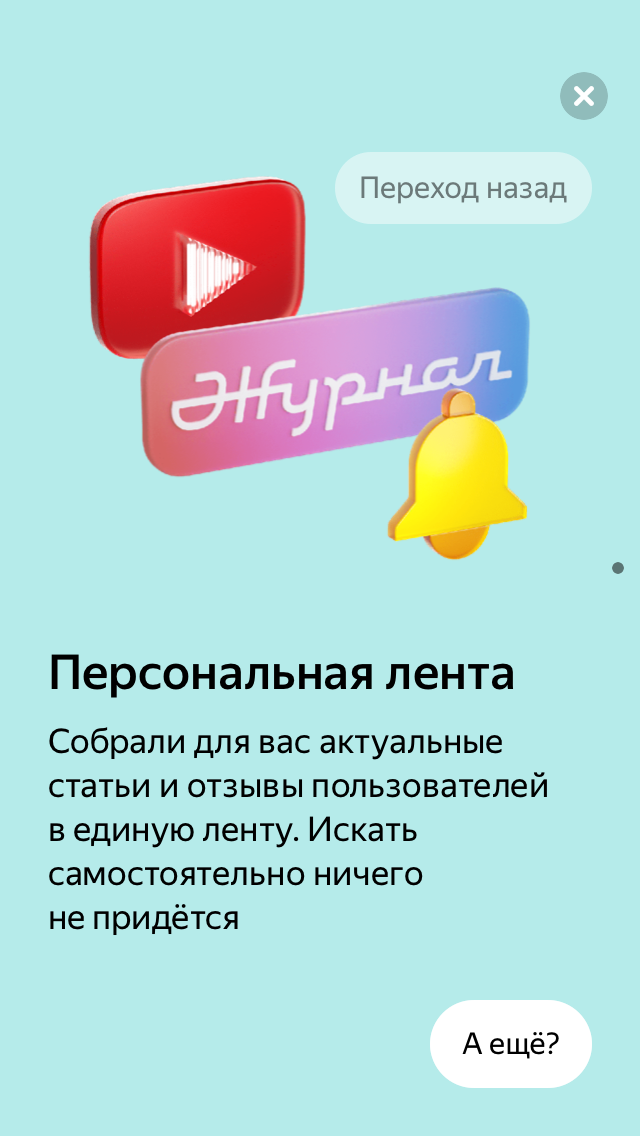 Переход назад
Журнал
Персональная лента
Собрали для вас актуальные
статьи и отзывы пользователей
в единую ленту. Искать
самостоятельно ничего
не придётся
А ещё?